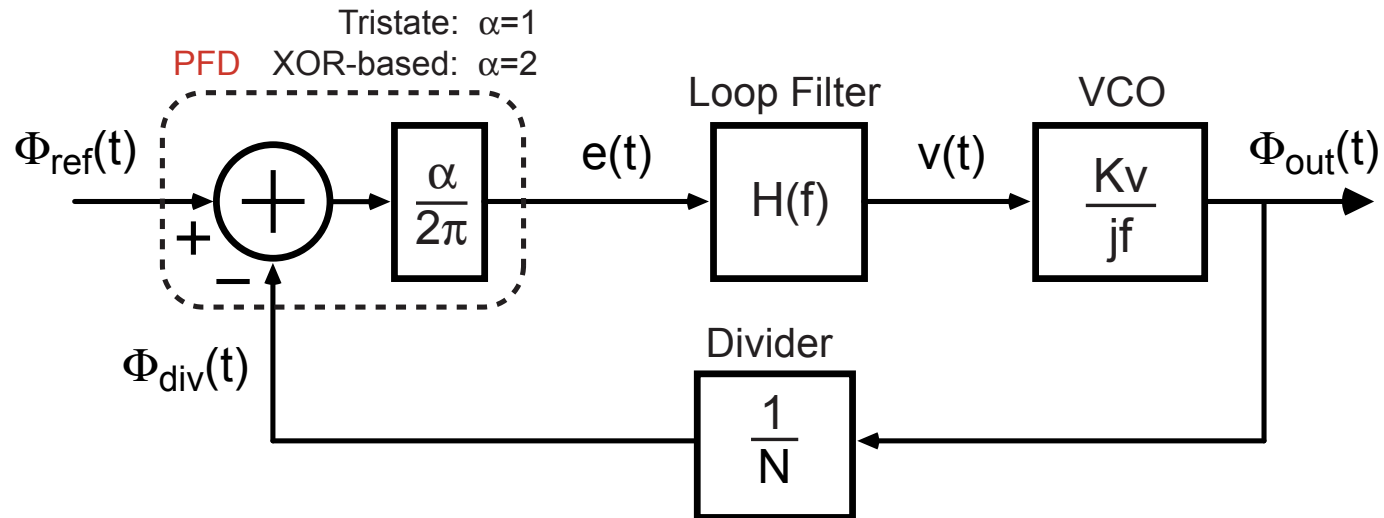 Tristate: α=1
PFD XOR-based: α=2
Loop Filter
VCO
Φref(t)
+
−
α
2π
e(t)
H(f)
v(t)
Kv
jf
Φout(t)
Φdiv(t)
Divider
1
N